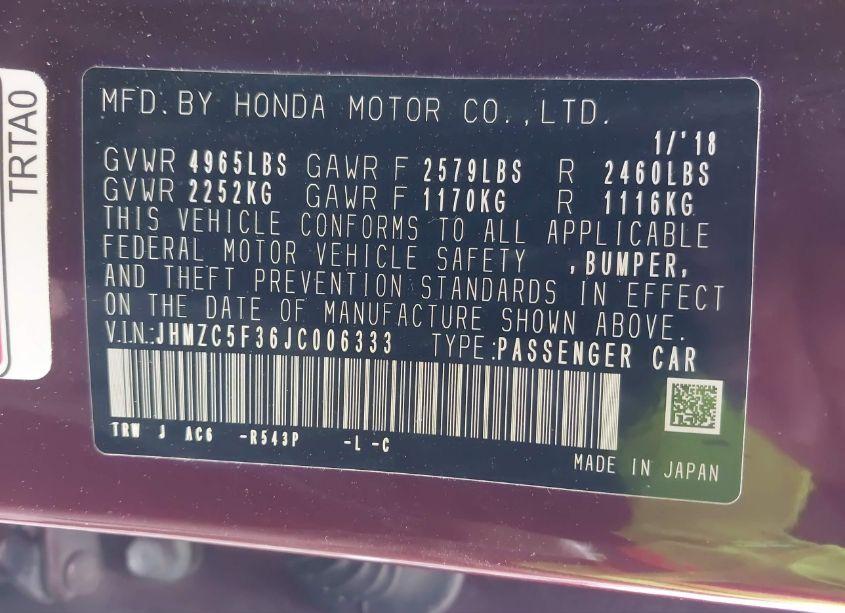 TRTA0
MFD.BY HONDA MOTOR CO.,LTD.
1/'18
GVWR 4965LBS GAWR F 2579LBS R 2460LBS
GVWR 2252KG GAWR F 1170KG R 1116KG
THIS VEHICLE CONFORMS TO ALL APPLICABLE
FEDERAL MOTOR VEHICLE SAFETY ,BUMPER,
AND THEFT PREVENTION STANDARDS IN EFFECT
ON THE DATE OF MANUFACTURE SHOWN ABOVE.
V.I.N:JHMZC5F36JC006333 TYPE:PASSENGER CAR
TRW J AC6 -R543P -L -C
MADE IN JAPAN